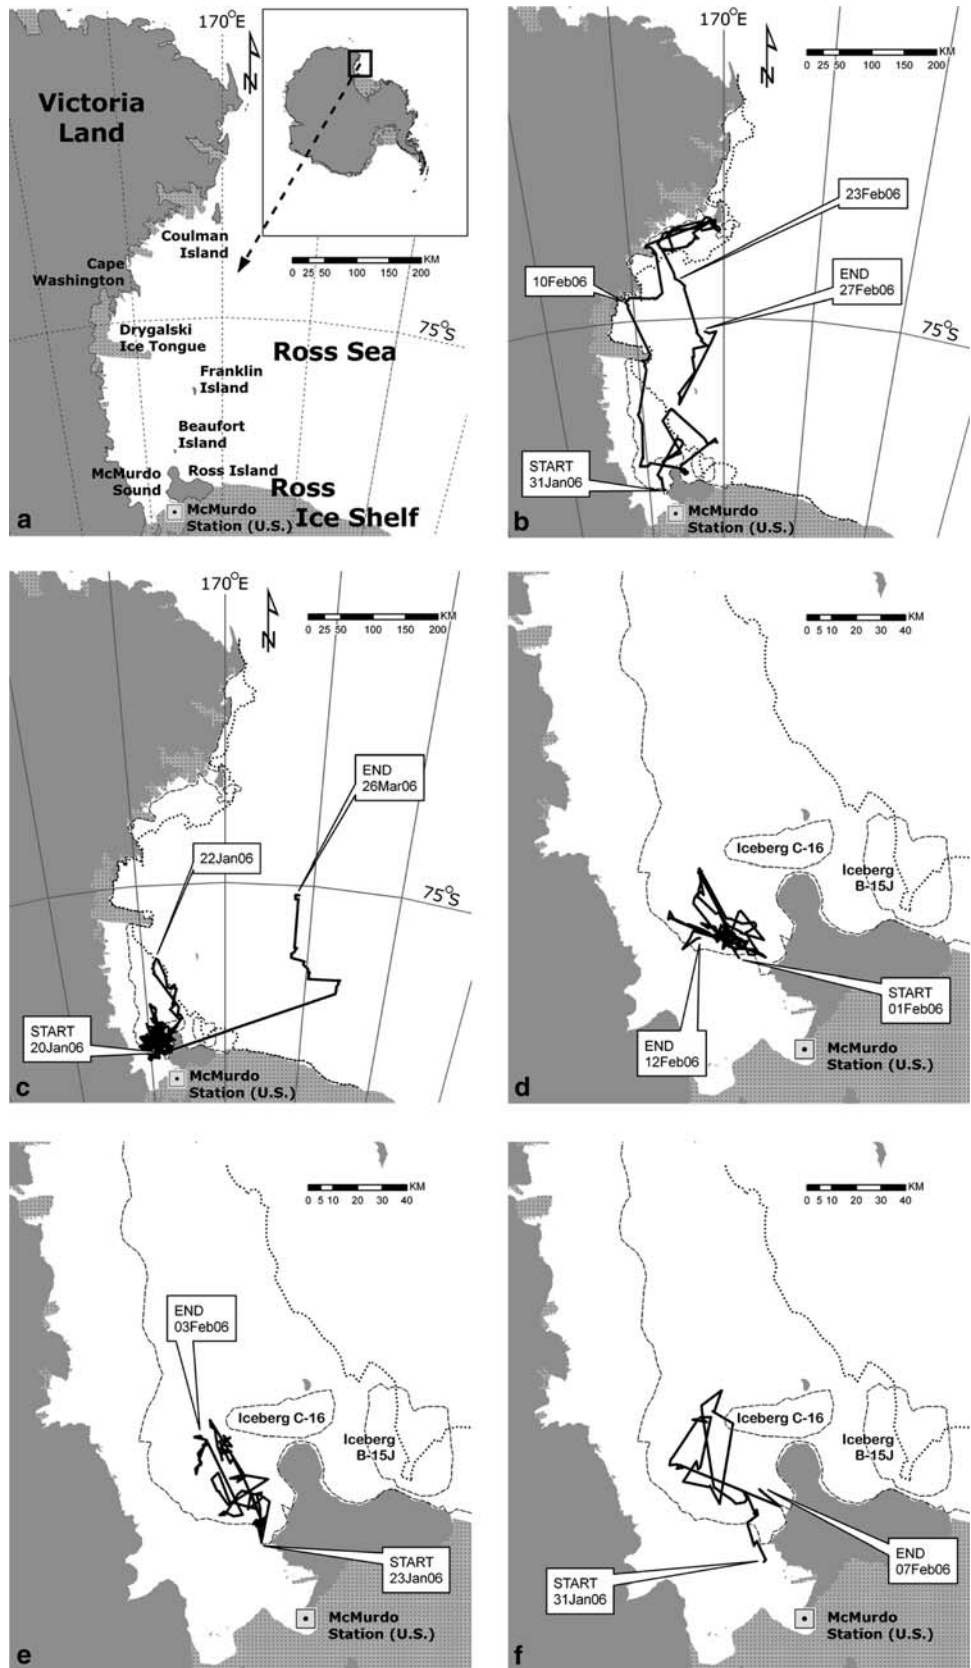 170°E
N
Victoria
Land
Coulman
Island
0 25 50 100 150 200
KM
Cape
Washington
Drygalski
Ice Tongue
75°S
Ross Sea
Franklin
Island
Beaufort
Island
McMurdo
Sound
Ross Island
Ross
Ice Shelf
McMurdo
Station (U.S.)
a
170°E
N
KM
0 25 50 100 150 200
23Feb06
10Feb06
END
27Feb06
75°S
START
31Jan06
McMurdo
Station (U.S.)
b
170°E
N
KM
0 25 50 100 150 200
END
26Mar06
22Jan06
75°S
START
20Jan06
McMurdo
Station (U.S.)
c
KM
0 5 10 20 30 40
Iceberg C-16
Iceberg
B-15J
START
01Feb06
END
12Feb06
McMurdo
Station (U.S.)
d
KM
0 5 10 20 30 40
END
03Feb06
Iceberg C-16
Iceberg
B-15J
START
23Jan06
McMurdo
Station (U.S.)
e
KM
0 5 10 20 30 40
Iceberg C-16
Iceberg
B-15J
END
07Feb06
START
31Jan06
McMurdo
Station (U.S.)
f